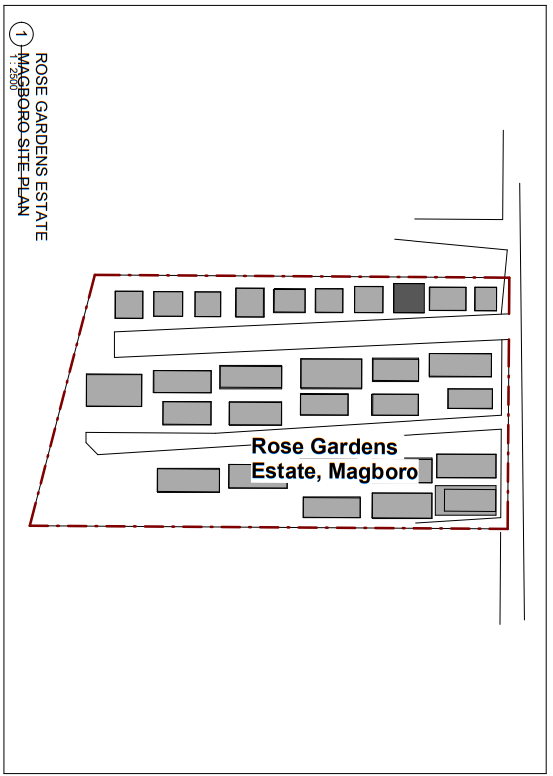 1
ROSE GARDENS ESTATE
MAGBORO SITE PLAN
1 : 2500
Rose Gardens
Estate, Magboro